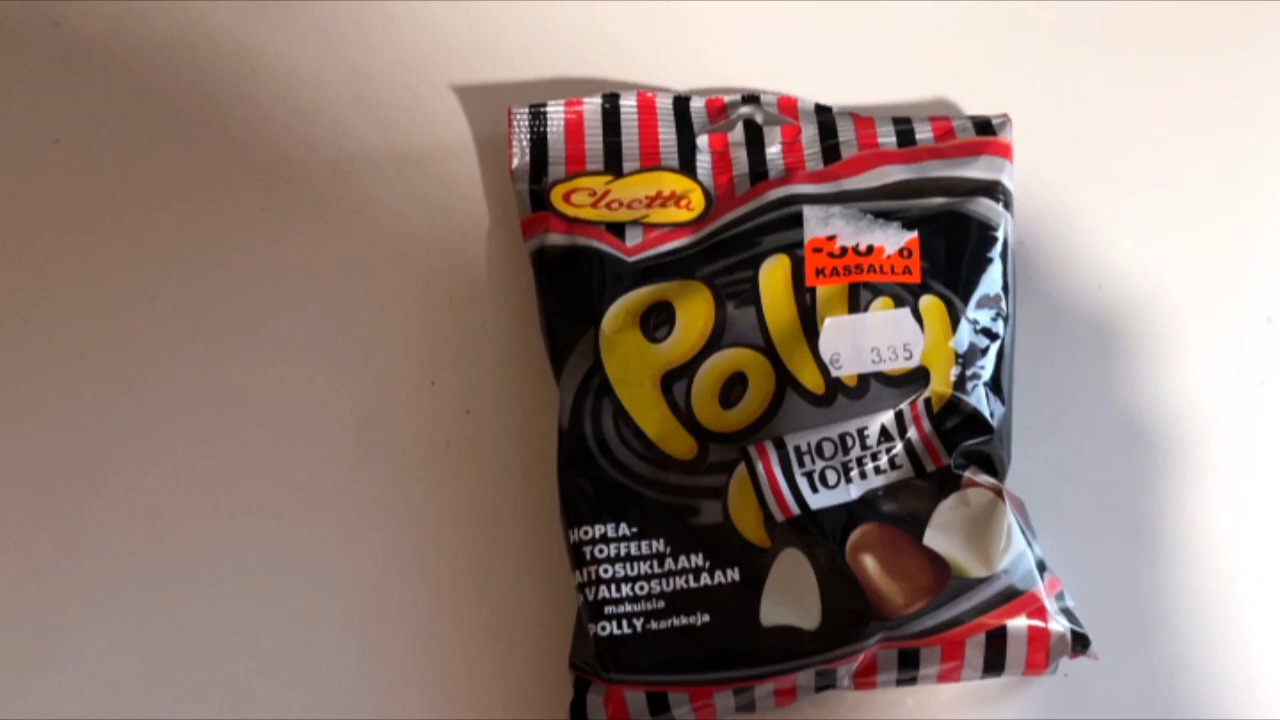 Cloetta
KASSALLA
Polly
€ 3.35
HOPEA
TOFFEE
HOPEA-
TOFFEEN,
VALKOSUKLAAN
makuisia
POLLY-karkkeja